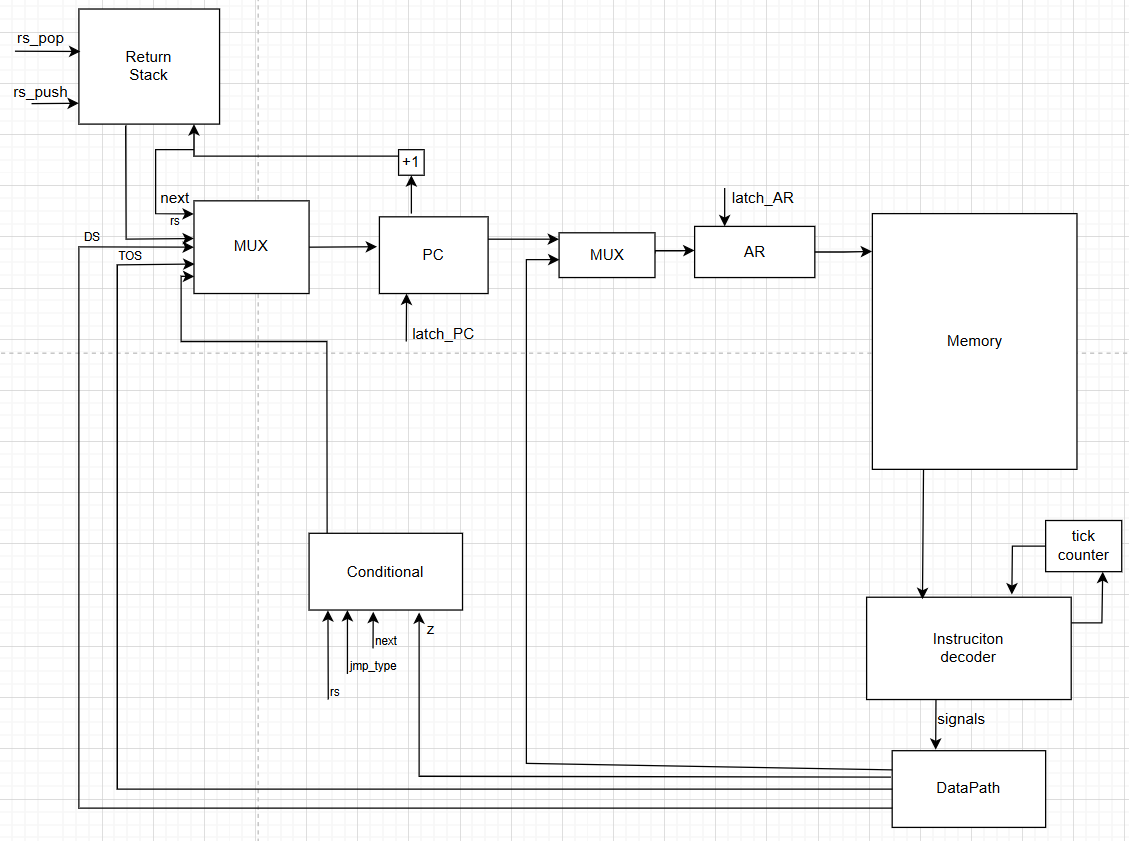 rs_pop
Return
Stack
rs_push
+1
next
rs
latch_AR
DS
TOS
MUX
PC
MUX
AR
latch_PC
Memory
tick
counter
Conditional
Z
next
jmp_type
rs
Instruciton
decoder
signals
DataPath